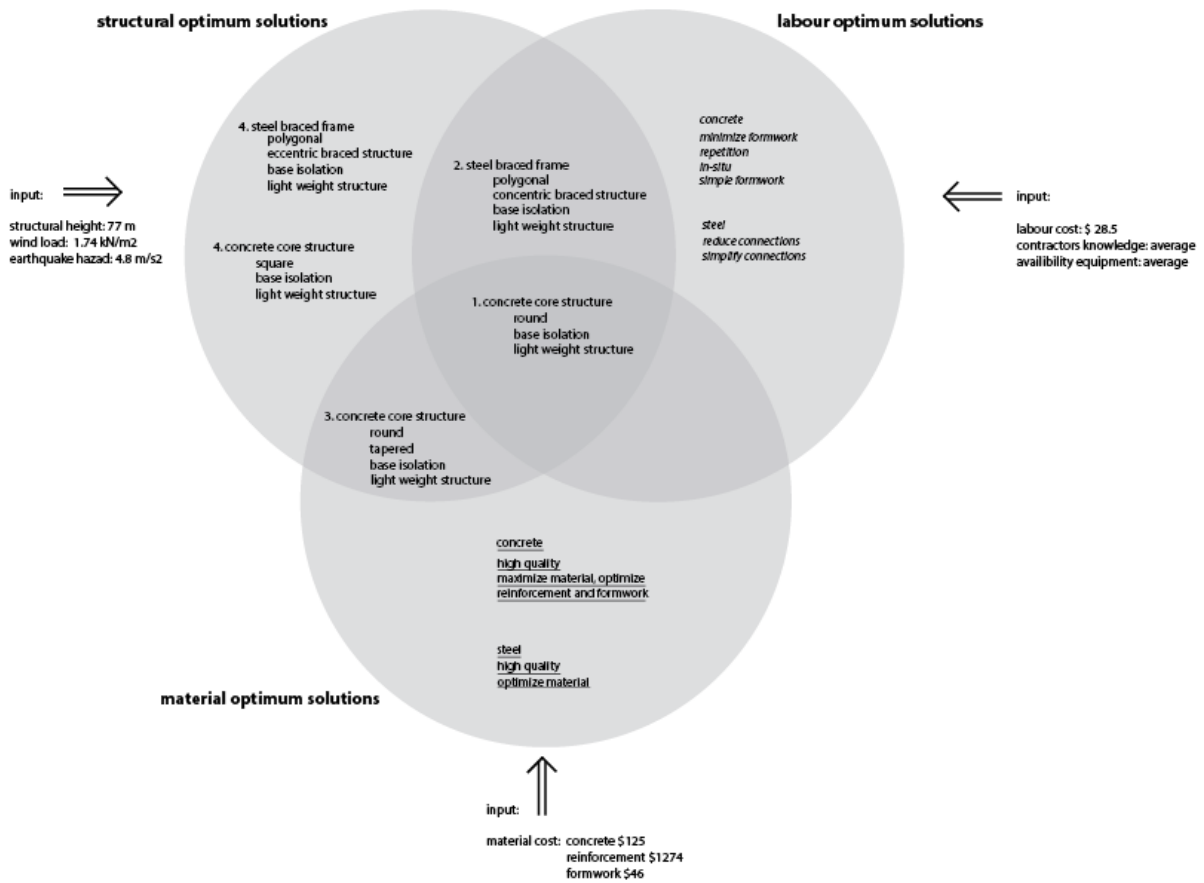 structural optimum solutions
labour optimum solutions
4. steel braced frame
polygonal
eccentric braced structure
base isolation
light weight structure
2. steel braced frame
polygonal
concentric braced structure
base isolation
light weight structure
concrete
minimize formwork
repetition
in-situ
simple formwork
steel
reduce connections
simplify connections
input:
structural height: 77 m
wind load: 1.74 kN/m2
earthquake hazad: 4.8 m/s2
input:
labour cost: $ 28.5
contractors knowledge: average
availibility equipment: average
4. concrete core structure
square
base isolation
light weight structure
1. concrete core structure
round
base isolation
light weight structure
3. concrete core structure
round
tapered
base isolation
light weight structure
concrete
high quality
maximize material, optimize
reinforcement and formwork
steel
high quality
optimize material
material optimum solutions
input:
material cost: concrete $125
reinforcement $1274
formwork $46